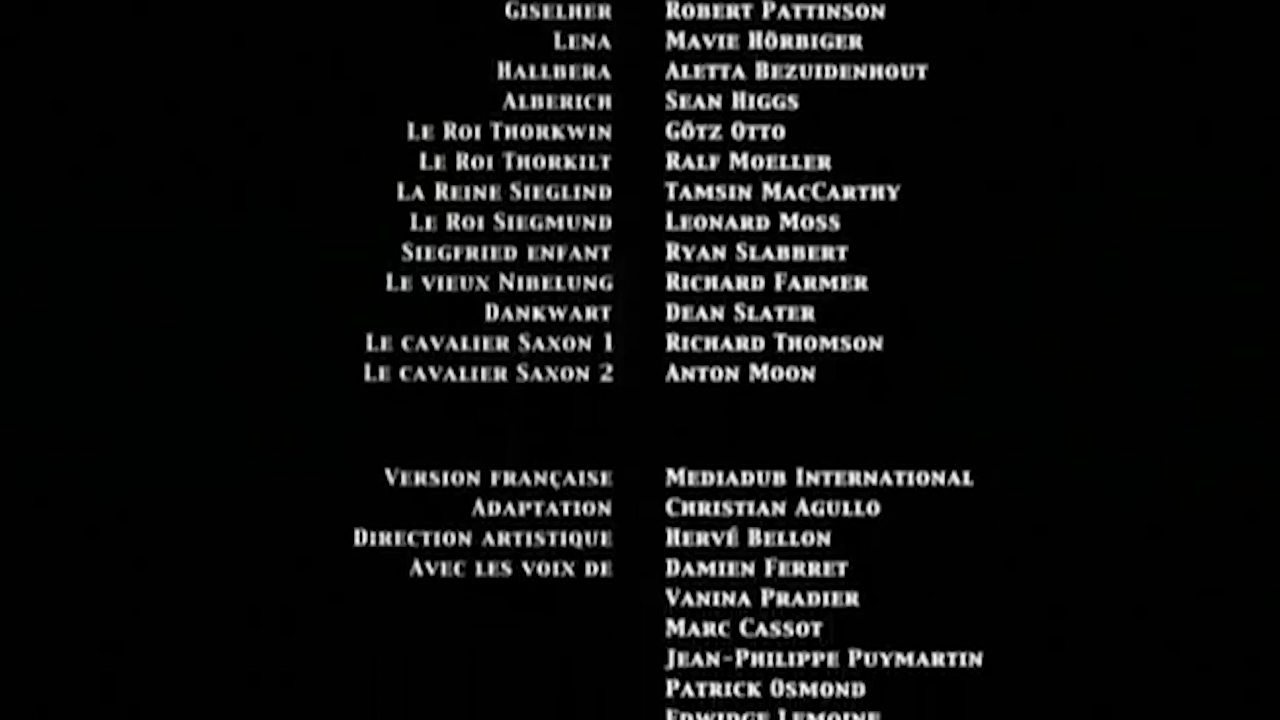 Giselher Robert Pattinson
Lena Mavie Hörbiger
Hallbera Aletta Bezuidenhout
Alberich Sean Higgs
Le Roi Thorkwin Götz Otto
Le Roi Thorkilt Ralf Moeller
La Reine Sieglind Tamsin MacCarthy
Le Roi Siegmund Leonard Moss
Siegfried enfant Ryan Slabbert
Le vieux Nibelung Richard Farmer
Dankwart Dean Slater
Le cavalier Saxon 1 Richard Thomson
Le cavalier Saxon 2 Anton Moon
Version française Mediadub International
Adaptation Christian Agullo
Direction artistique Hervé Bellon
Avec les voix de Damien Ferret
Vanina Pradier
Marc Cassot
Jean-Philippe Puymartin
Patrick Osmond
Edwidge Lemoine